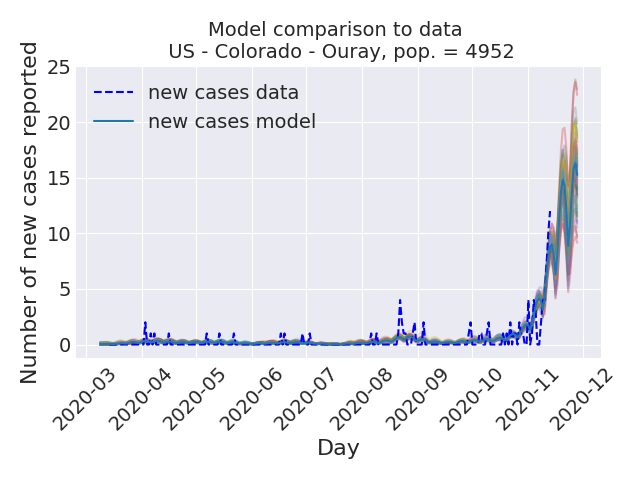 Model comparison to data
US - Colorado - Ouray, pop. = 4952
Number of new cases reported
25
20
15
10
5
0
new cases data
new cases model
2020-03
2020-04
2020-05
2020-06
2020-07
2020-08
2020-09
2020-10
2020-11
2020-12
Day